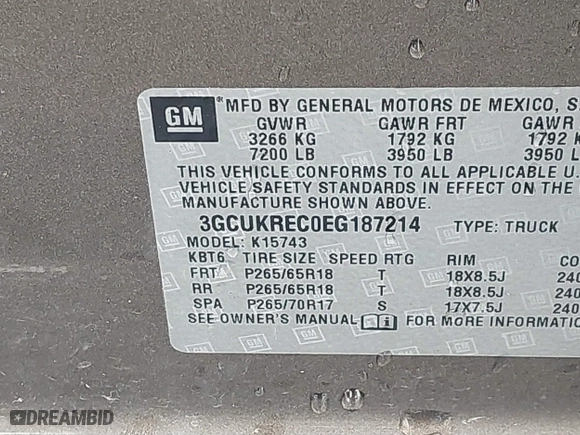 GM ® MFD BY GENERAL MOTORS DE MEXICO, S
GVWR GAWR FRT GAWR
3266 KG 1792 KG 1792
7200 LB 3950 LB 3950
THIS VEHICLE CONFORMS TO ALL APPLICABLE U.
VEHICLE SAFETY STANDARDS IN EFFECT ON THE
MANUFACTURE SHOWN ABOVE.
3GCUKREC0EG187214 TYPE: TRUCK
MODEL: K15743
KBT6 TIRE SIZE SPEED RTG RIM CO
FRT P265/65R18 T 18X8.5J 240
RR P265/65R18 T 18X8.5J 240
SPA P265/70R17 S 17X7.5J 240
SEE OWNER'S MANUAL i FOR MORE INFORMATION
DREAMBID